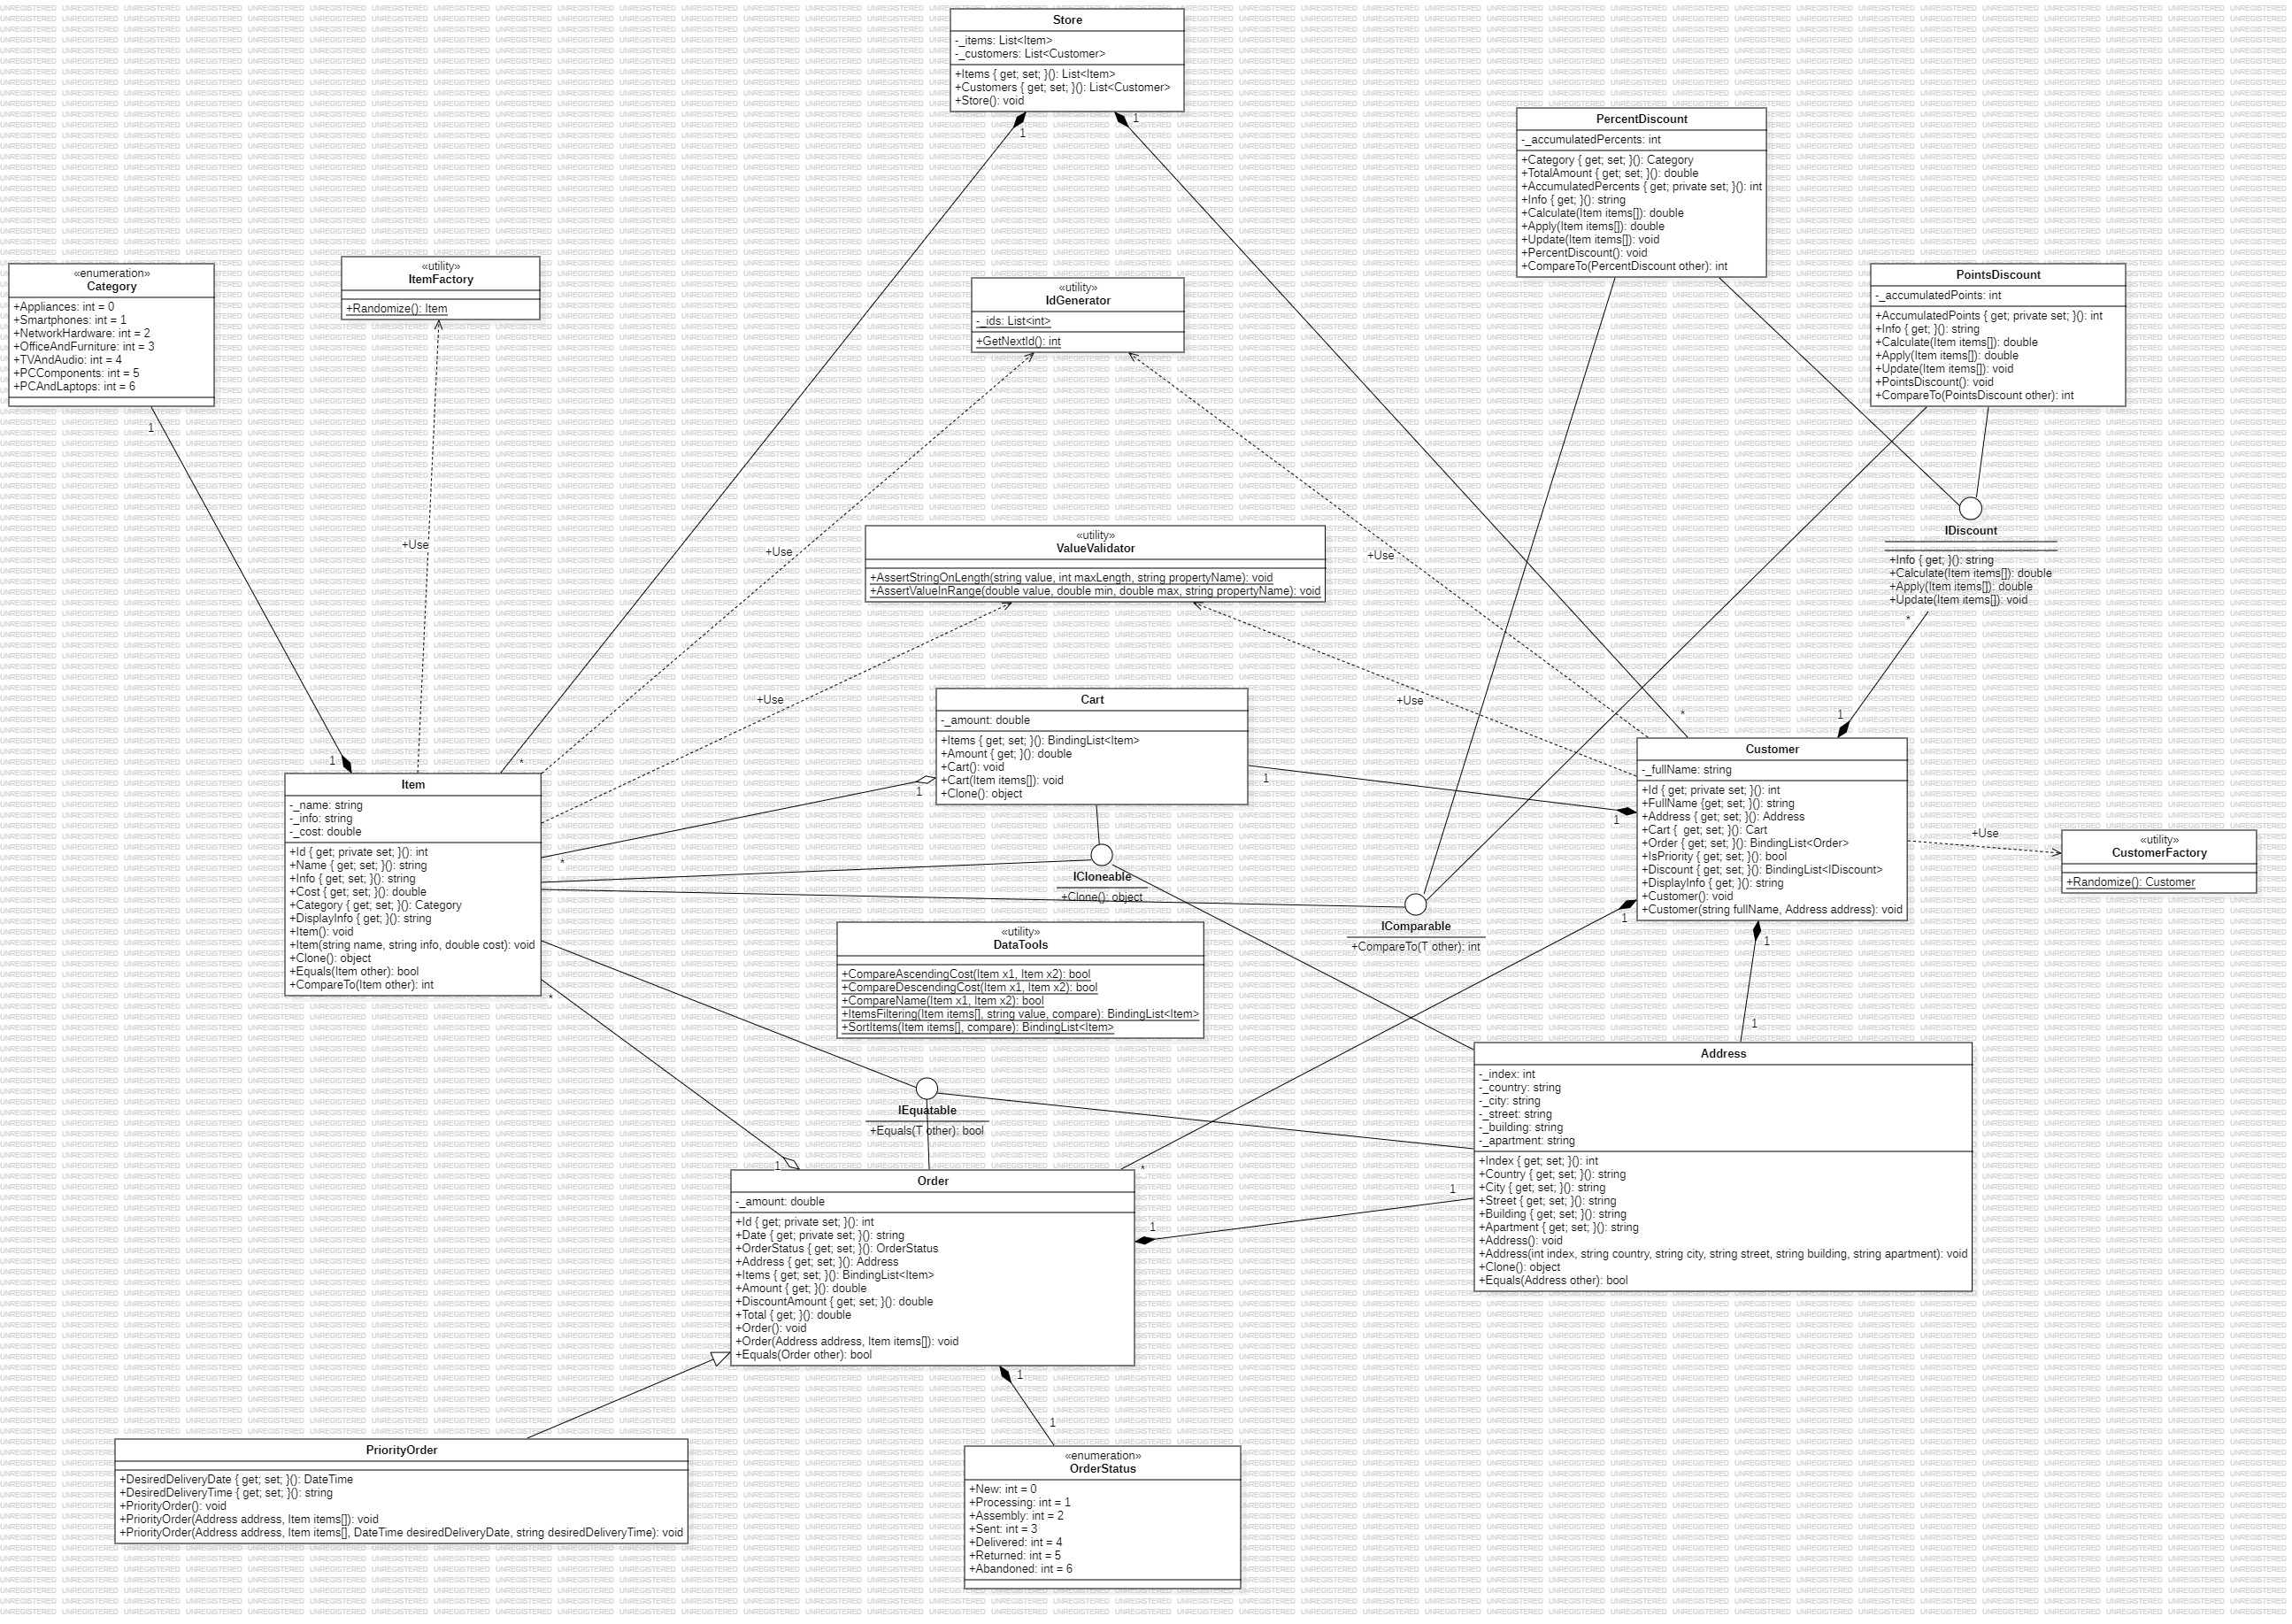 Store
-_items: List<Item>
-_customers: List<Customer>
+Items { get; set; }(): List<Item>
+Customers { get; set; }(): List<Customer>
+Store(): void
1
1
PercentDiscount
-_accumulatedPercents: int
+Category { get; set; }(): Category
+TotalAmount { get; set; }(): double
+AccumulatedPercents { get; private set; }(): int
+Info { get; }(): string
+Calculate(Item items[]): double
+Apply(Item items[]): double
+Update(Item items[]): void
+PercentDiscount(): void
+CompareTo(PercentDiscount other): int
«enumeration»
Category
+Appliances: int = 0
+Smartphones: int = 1
+NetworkHardware: int = 2
+OfficeAndFurniture: int = 3
+TVAndAudio: int = 4
+PCComponents: int = 5
+PCAndLaptops: int = 6
1
«utility»
ItemFactory
+Randomize(): Item
«utility»
IdGenerator
-_ids: List<int>
+GetNextId(): int
PointsDiscount
-_accumulatedPoints: int
+AccumulatedPoints { get; private set; }(): int
+Info { get; }(): string
+Calculate(Item items[]): double
+Apply(Item items[]): double
+Update(Item items[]): void
+PointsDiscount(): void
+CompareTo(PointsDiscount other): int
+Use
+Use
+Use
«utility»
ValueValidator
+AssertStringOnLength(string value, int maxLength, string propertyName): void
+AssertValueInRange(double value, double min, double max, string propertyName): void
IDiscount
+Info { get; }(): string
+Calculate(Item items[]): double
+Apply(Item items[]): double
+Update(Item items[]): void
*
+Use
+Use
1
*
1
*
Cart
-_amount: double
+Items { get; set; }(): BindingList<Item>
+Amount { get; }(): double
+Cart(): void
+Cart(Item items[]): void
+Clone(): object
1
1
1
*
Customer
-_fullName: string
+Id { get; private set; }(): int
+FullName {get; set; }(): string
+Address { get; set; }(): Address
+Cart {  get; set; }(): Cart
+Order { get; set; }(): BindingList<Order>
+IsPriority { get; set; }(): bool
+Discount { get; set; }(): BindingList<IDiscount>
+DisplayInfo { get; }(): string
+Customer(): void
+Customer(string fullName, Address address): void
1
1
+Use
«utility»
CustomerFactory
+Randomize(): Customer
Item
-_name: string
-_info: string
-_cost: double
+Id { get; private set; }(): int
+Name { get; set; }(): string
+Info { get; set; }(): string
+Cost { get; set; }(): double
+Category { get; set; }(): Category
+DisplayInfo { get; }(): string
+Item(): void
+Item(string name, string info, double cost): void
+Clone(): object
+Equals(Item other): bool
+CompareTo(Item other): int
*
ICloneable
+Clone(): object
IComparable
+CompareTo(T other): int
«utility»
DataTools
+CompareAscendingCost(Item x1, Item x2): bool
+CompareDescendingCost(Item x1, Item x2): bool
+CompareName(Item x1, Item x2): bool
+ItemsFiltering(Item items[], string value, compare): BindingList<Item>
+SortItems(Item items[], compare): BindingList<Item>
1
IEquatable
+Equals(T other): bool
Address
-_index: int
-_country: string
-_city: string
-_street: string
-_building: string
-_apartment: string
+Index { get; set; }(): int
+Country { get; set; }(): string
+City { get; set; }(): string
+Street { get; set; }(): string
+Building { get; set; }(): string
+Apartment { get; set; }(): string
+Address(): void
+Address(int index, string country, string city, string street, string building, string apartment): void
+Clone(): object
+Equals(Address other): bool
1
*
1
1
Order
-_amount: double
+Id { get; private set; }(): int
+Date { get; private set; }(): string
+OrderStatus { get; set; }(): OrderStatus
+Address { get; set; }(): Address
+Items { get; set; }(): BindingList<Item>
+Amount { get; }(): double
+DiscountAmount { get; set; }(): double
+Total { get; }(): double
+Order(): void
+Order(Address address, Item items[]): void
+Equals(Order other): bool
1
1
PriorityOrder
+DesiredDeliveryDate { get; set; }(): DateTime
+DesiredDeliveryTime { get; set; }(): string
+PriorityOrder(): void
+PriorityOrder(Address address, Item items[]): void
+PriorityOrder(Address address, Item items[], DateTime desiredDeliveryDate, string desiredDeliveryTime): void
«enumeration»
OrderStatus
+New: int = 0
+Processing: int = 1
+Assembly: int = 2
+Sent: int = 3
+Delivered: int = 4
+Returned: int = 5
+Abandoned: int = 6
UNREGISTERED